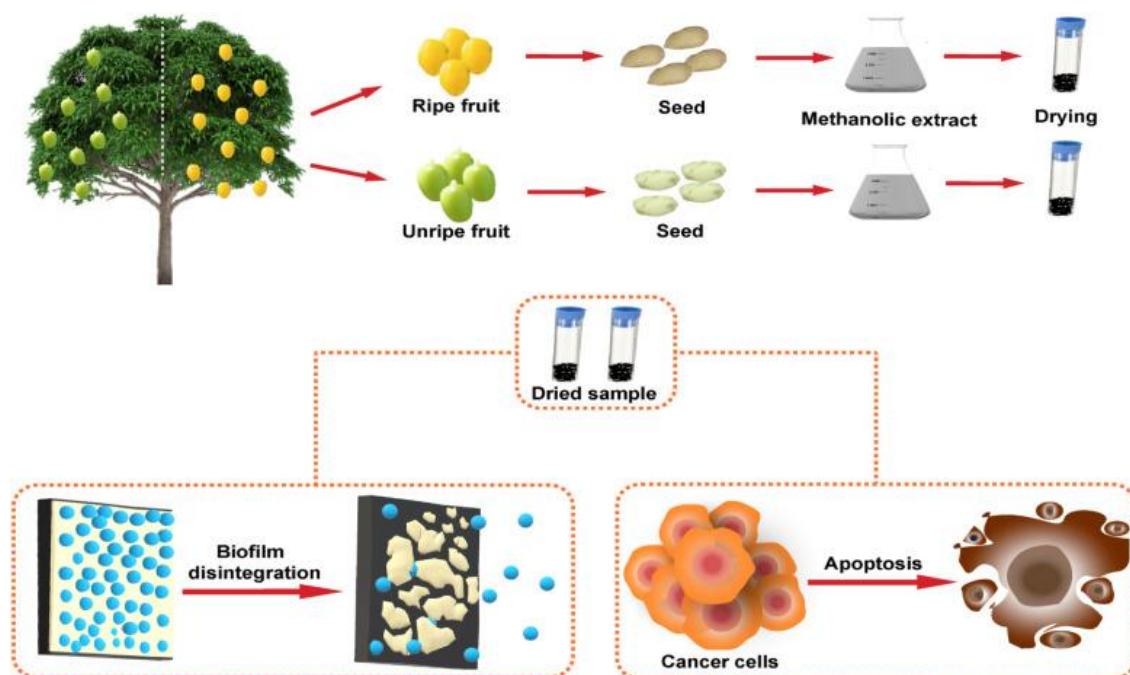 Ripe fruit
Seed
Methanolic extract
Drying
Unripe fruit
Seed
Dried sample
Biofilm
disintegration
Apoptosis
Cancer cells